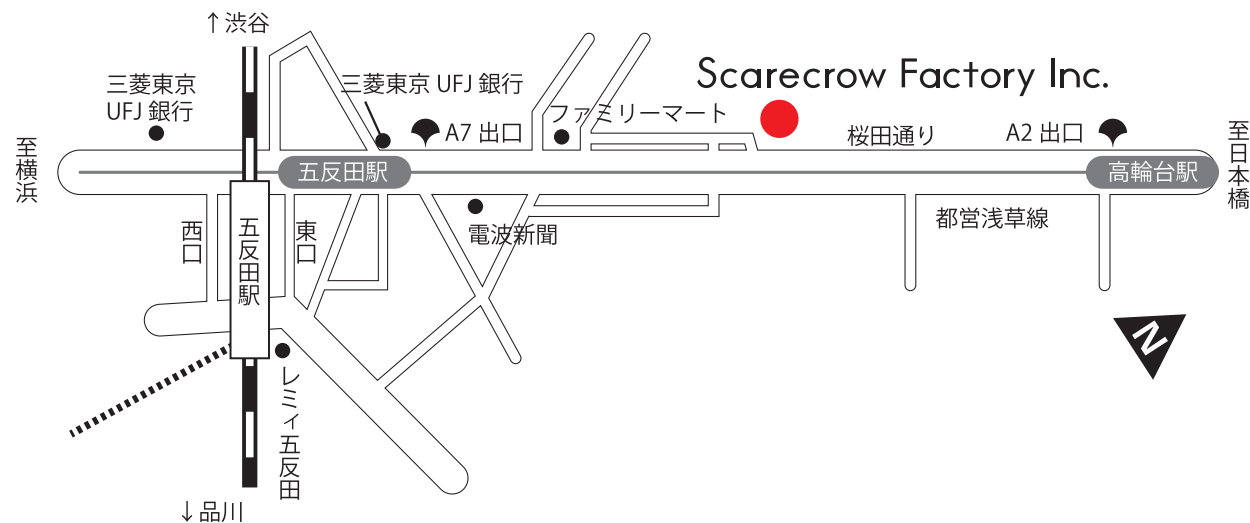 ↑渋谷
三菱東京
UFJ 銀行
三菱東京 UFJ 銀行
Scarecrow Factory Inc.
A7 出口
ファミリーマート
桜田通り
A2 出口
至横浜
五反田駅
高輪台駅
至日本橋
西口
五反田駅
東口
電波新聞
都営浅草線
N
レミィ五反田
↓品川